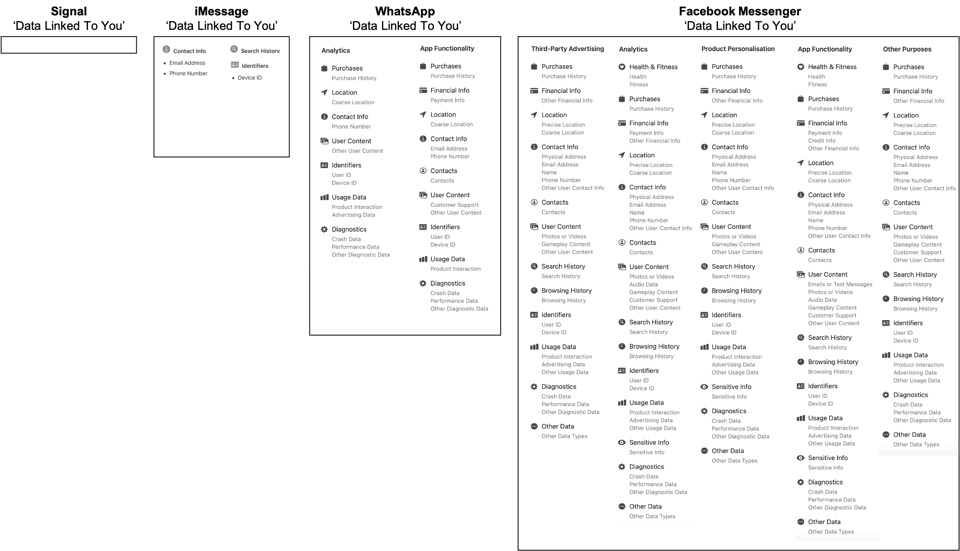 Signal
'Data Linked To You'
iMessage
'Data Linked To You'
Contact Info
• Email Address
• Phone Number
Search History
Identifiers
• Device ID
WhatsApp
'Data Linked To You'
Analytics
Purchases
Purchase History
Location
Coarse Location
Contact Info
Phone Number
User Content
Other User Content
Identifiers
User ID
Device ID
Usage Data
Product Interaction
Advertising Data
Diagnostics
Crash Data
Performance Data
Other Diagnostic Data
App Functionality
Purchases
Purchase History
Financial Info
Payment Info
Location
Coarse Location
Contact Info
Email Address
Phone Number
Contacts
Contacts
User Content
Customer Support
Other User Content
Identifiers
User ID
Device ID
Usage Data
Product Interaction
Diagnostics
Crash Data
Performance Data
Other Diagnostic Data
Facebook Messenger
'Data Linked To You'
Third-Party Advertising
Purchases
Purchase History
Financial Info
Other Financial Info
Location
Precise Location
Coarse Location
Contact Info
Physical Address
Email Address
Name
Phone Number
Other User Contact Info
Contacts
Contacts
User Content
Photos or Videos
Gameplay Content
Other User Content
Search History
Search History
Browsing History
Browsing History
Identifiers
User ID
Device ID
Usage Data
Product Interaction
Advertising Data
Other Usage Data
Diagnostics
Crash Data
Performance Data
Other Diagnostic Data
Other Data
Other Data Types
Analytics
Health & Fitness
Health
Fitness
Purchases
Purchase History
Financial Info
Payment Info
Other Financial Info
Location
Precise Location
Coarse Location
Contact Info
Physical Address
Email Address
Name
Phone Number
Other User Contact Info
Contacts
Contacts
User Content
Photos or Videos
Audio Data
Gameplay Content
Customer Support
Other User Content
Search History
Search History
Browsing History
Browsing History
Identifiers
User ID
Device ID
Usage Data
Product Interaction
Advertising Data
Other Usage Data
Sensitive Info
Sensitive Info
Diagnostics
Crash Data
Performance Data
Other Diagnostic Data
Other Data
Other Data Types
Product Personalisation
Purchases
Purchase History
Financial Info
Other Financial Info
Location
Precise Location
Coarse Location
Contact Info
Physical Address
Email Address
Name
Phone Number
Other User Contact Info
Contacts
Contacts
User Content
Photos or Videos
Gameplay Content
Other User Content
Search History
Search History
Browsing History
Browsing History
Identifiers
User ID
Device ID
Usage Data
Product Interaction
Advertising Data
Other Usage Data
Sensitive Info
Sensitive Info
Diagnostics
Crash Data
Performance Data
Other Diagnostic Data
Other Data
Other Data Types
App Functionality
Health & Fitness
Health
Fitness
Purchases
Purchase History
Financial Info
Payment Info
Credit Info
Other Financial Info
Location
Precise Location
Coarse Location
Contact Info
Physical Address
Email Address
Name
Phone Number
Other User Contact Info
Contacts
Contacts
User Content
Emails or Text Messages
Photos or Videos
Audio Data
Gameplay Content
Customer Support
Other User Content
Search History
Search History
Browsing History
Browsing History
Identifiers
User ID
Device ID
Usage Data
Product Interaction
Advertising Data
Other Usage Data
Sensitive Info
Sensitive Info
Diagnostics
Crash Data
Performance Data
Other Diagnostic Data
Other Data
Other Data Types
Other Purposes
Purchases
Purchase History
Financial Info
Other Financial Info
Location
Precise Location
Coarse Location
Contact Info
Physical Address
Email Address
Name
Phone Number
Other User Contact Info
Contacts
Contacts
User Content
Photos or Videos
Gameplay Content
Customer Support
Other User Content
Search History
Search History
Browsing History
Browsing History
Identifiers
User ID
Device ID
Usage Data
Product Interaction
Advertising Data
Other Usage Data
Diagnostics
Crash Data
Performance Data
Other Diagnostic Data
Other Data
Other Data Types